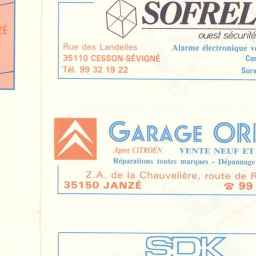 ZÉ
SOFREL
ouest sécurité
Rue des Landelles
Alarme électronique
35110 CESSON-SÉVIGNÉ
Tél. 99 32 19 22
GARAGE
Agent CITROËN VENTE NEUF ET
Réparations toutes marques - Dépannage
Z.A. de la Chauvelière, route de
35150 JANZÉ ☎ 99
SDK